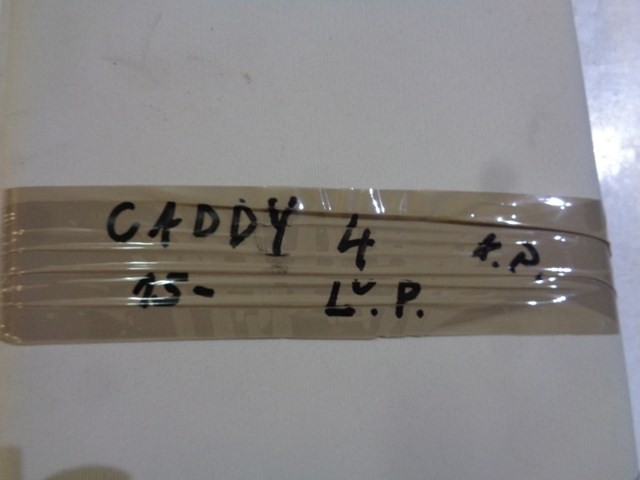 CADDY 4 A.P.
15- L ᵛ. P.